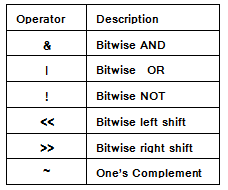 Operator Description
& Bitwise AND
| Bitwise OR
! Bitwise NOT
<< Bitwise left shift
>> Bitwise right shift
~ One's Complement